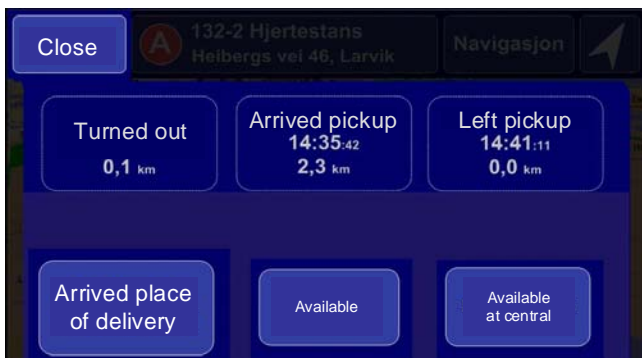 Close
A
132-2 Hjertestans
Heibergs vei 46, Larvik
Navigasjon
Turned out
0,1 km
Arrived pickup
14:35:42
2,3 km
Left pickup
14:41:11
0,0 km
Arrived place
of delivery
Available
Available
at central